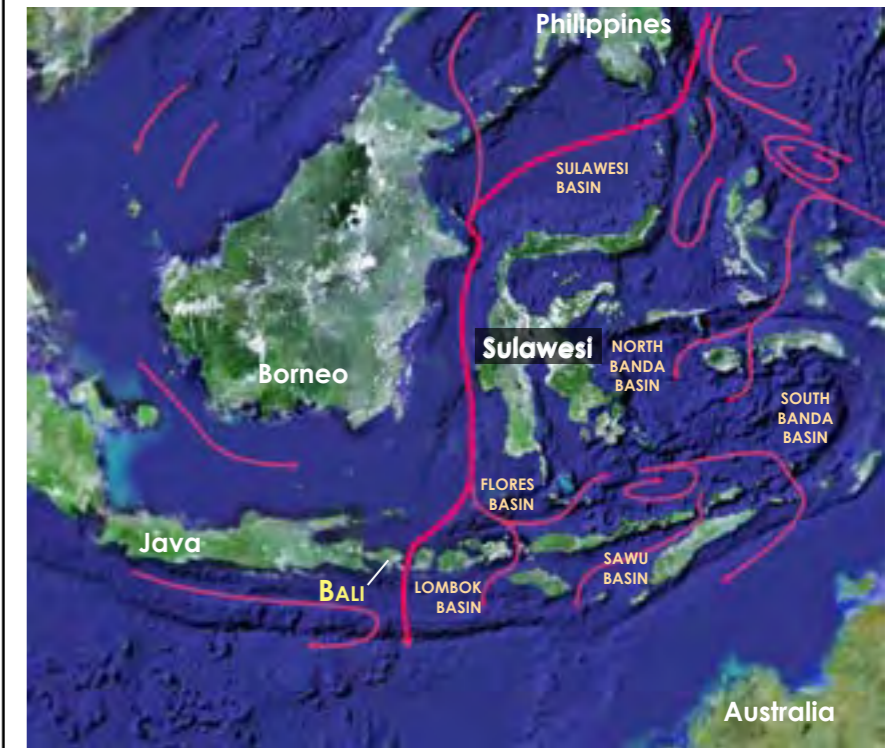 Philippines
SULAWESI
BASIN
Sulawesi
NORTH
BANDA
BASIN
Borneo
SOUTH
BANDA
BASIN
FLORES
BASIN
Java
BALI
LOMBOK
BASIN
SAWU
BASIN
Australia